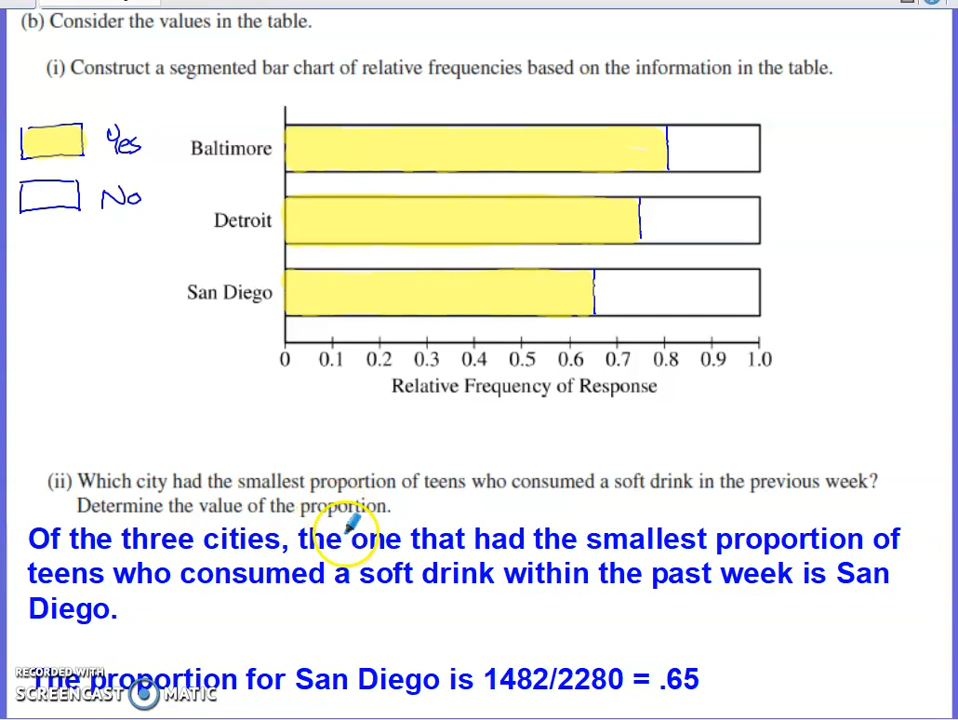 (b) Consider the values in the table.
(i) Construct a segmented bar chart of relative frequencies based on the information in the table.
Yes
No
Baltimore
Detroit
San Diego
0 0.1 0.2 0.3 0.4 0.5 0.6 0.7 0.8 0.9 1.0
Relative Frequency of Response
(ii) Which city had the smallest proportion of teens who consumed a soft drink in the previous week?
Determine the value of the proportion.
Of the three cities, the one that had the smallest proportion of
teens who consumed a soft drink within the past week is San
Diego.
The proportion for San Diego is 1482/2280 = .65
RECORDED WITH
SCREENCAST MATIC